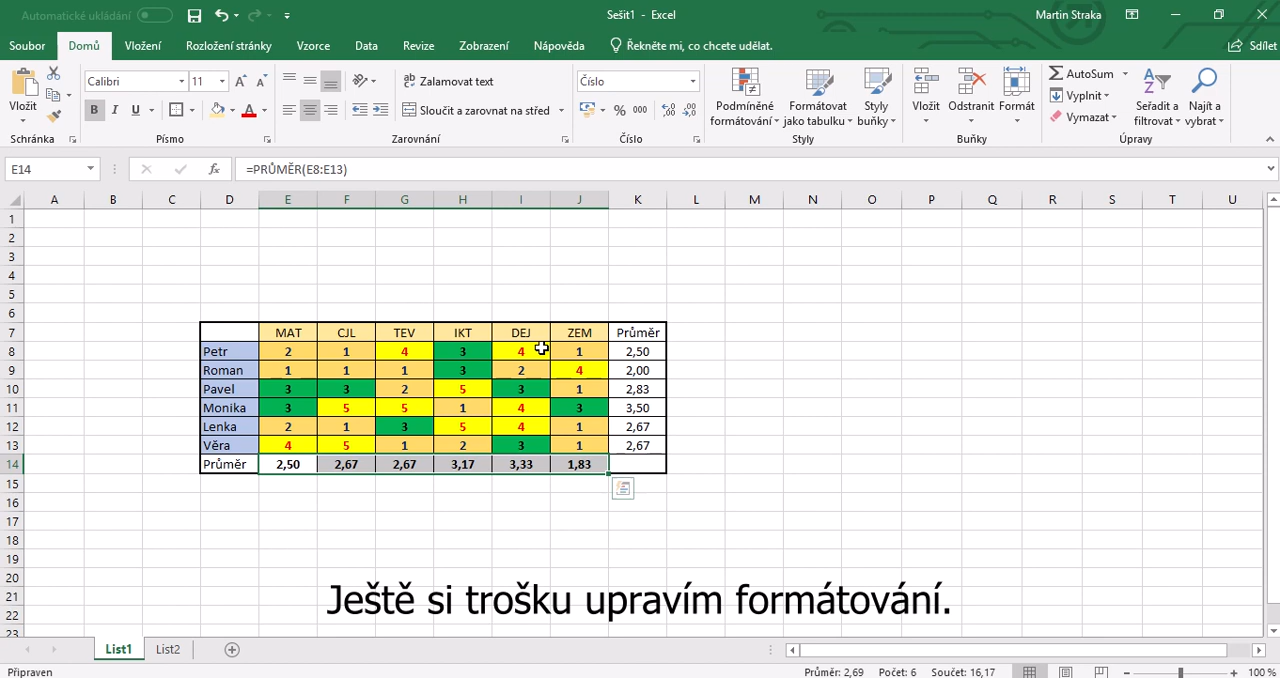 Automatické ukládání
Sešit1 - Excel
Martin Straka
Soubor Domů Vložení Rozložení stránky Vzorce Data Revize Zobrazení Nápověda Řekněte mi, co chcete udělat. Sdílet
Vložit
Calibri 11
Zalamovat text
Číslo
Podmíněné formátování
Formátovat jako tabulku
Styly buňky
Vložit Odstranit Formát
AutoSum
Vyplnit
Vymazat
Seřadit a filtrovat
Najít a vybrat
B I U
Sloučit a zarovnat na střed
% 000
Schránka Písmo Zarovnání Číslo Styly Buňky Úpravy
E14 fx =PRŮMĚR(E8:E13)
A B C D E F G H I J K L M N O P Q R S T U
1
2
3
4
5
6
7 MAT CJL TEV IKT DEJ ZEM Průměr
8 Petr 2 1 4 3 4 1 2,50
9 Roman 1 1 1 3 2 4 2,00
10 Pavel 3 3 2 5 3 1 2,83
11 Monika 3 5 5 1 4 3 3,50
12 Lenka 2 1 3 5 4 1 2,67
13 Věra 4 5 1 2 3 1 2,67
14 Průměr 2,50 2,67 2,67 3,17 3,33 1,83
15
16
17
18
19
20
21
22
23
Ještě si trošku upravím formátování.
List1 List2
Připraven
Průměr: 2,69 Počet: 6 Součet: 16,17
100 %